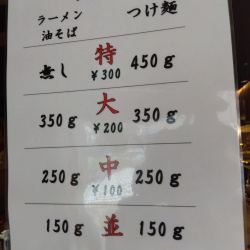 ラーメン
油そば
つけ麺
無し 特 ¥300 450g
350g 大 ¥200 350g
250g 中 ¥100 250g
150g 並 150g